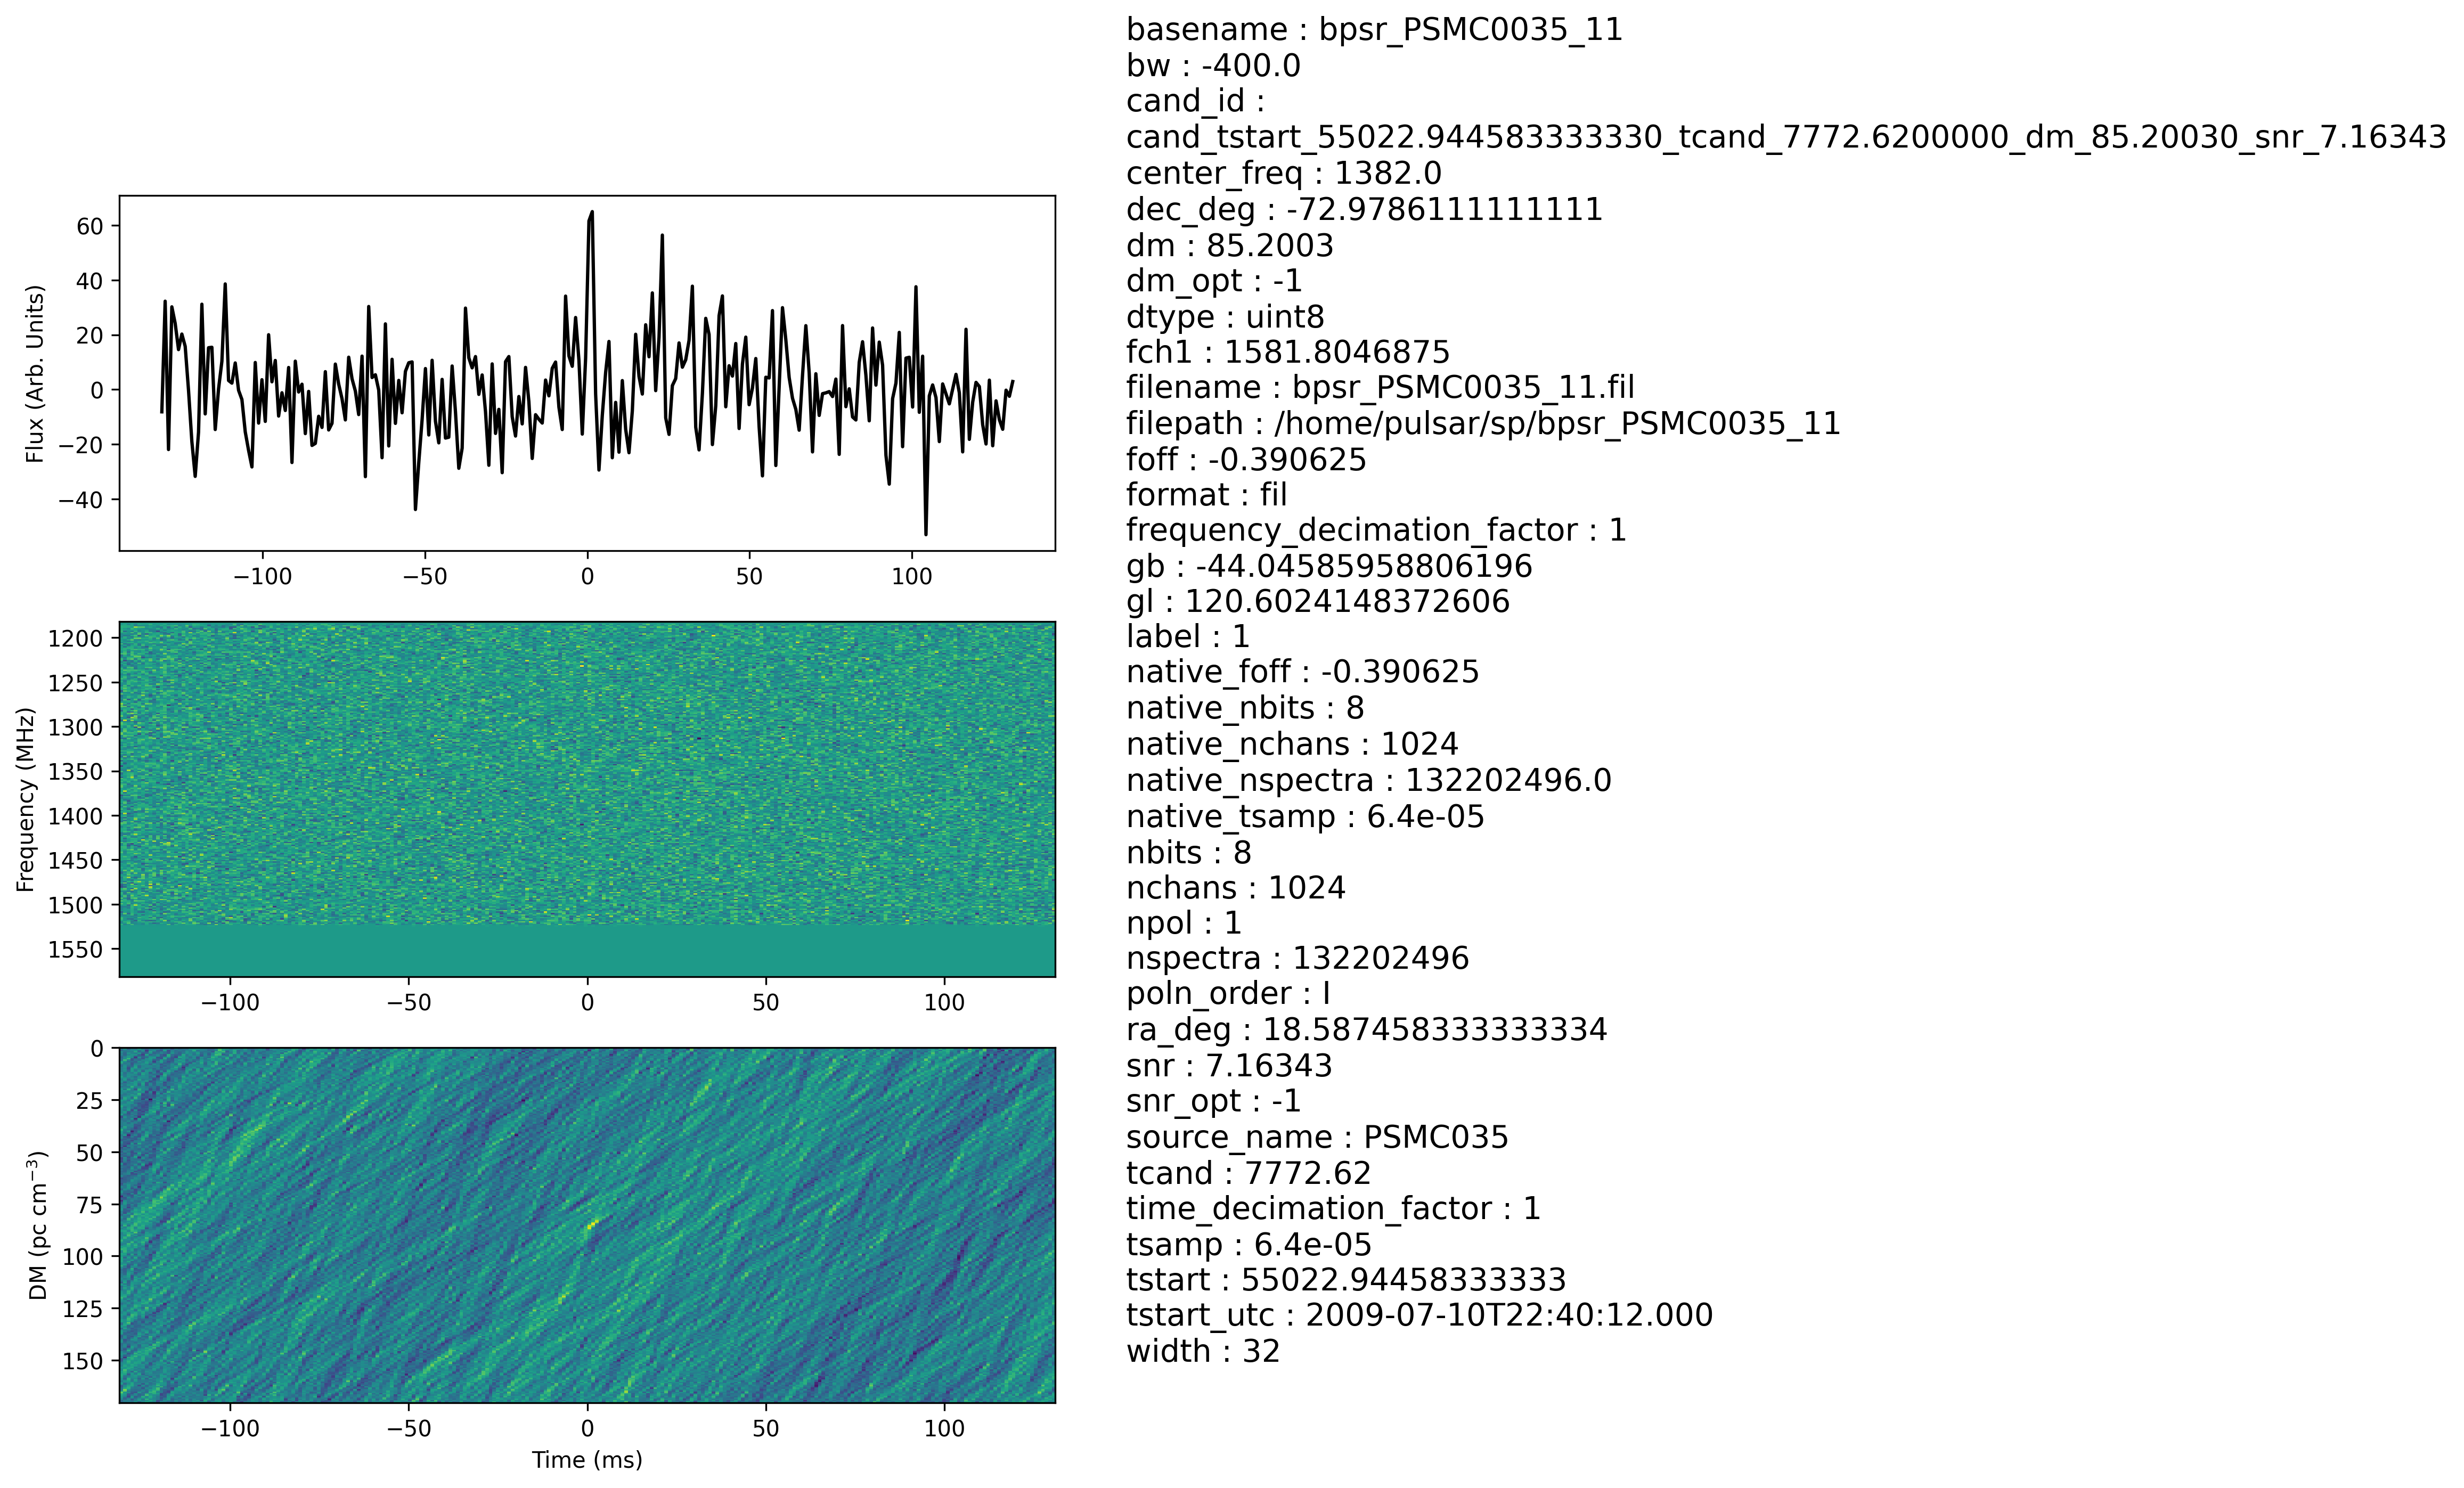 basename : bpsr_PSMC0035_11
bw : -400.0
cand_id :
cand_tstart_55022.944583333330_tcand_7772.6200000_dm_85.20030_snr_7.16343
center_freq : 1382.0
dec_deg : -72.9786111111111
dm : 85.2003
dm_opt : -1
dtype : uint8
fch1 : 1581.8046875
filename : bpsr_PSMC0035_11.fil
filepath : /home/pulsar/sp/bpsr_PSMC0035_11
foff : -0.390625
format : fil
frequency_decimation_factor : 1
gb : -44.04585958806196
gl : 120.6024148372606
label : 1
native_foff : -0.390625
native_nbits : 8
native_nchans : 1024
native_nspectra : 132202496.0
native_tsamp : 6.4e-05
nbits : 8
nchans : 1024
npol : 1
nspectra : 132202496
poln_order : I
ra_deg : 18.587458333333334
snr : 7.16343
snr_opt : -1
source_name : PSMC035
tcand : 7772.62
time_decimation_factor : 1
tsamp : 6.4e-05
tstart : 55022.94458333333
tstart_utc : 2009-07-10T22:40:12.000
width : 32
Flux (Arb. Units)
60
40
20
0
−20
−40
−100 −50 0 50 100
Frequency (MHz)
1200
1250
1300
1350
1400
1450
1500
1550
−100 −50 0 50 100
DM (pc cm⁻³)
0
25
50
75
100
125
150
−100 −50 0 50 100
Time (ms)